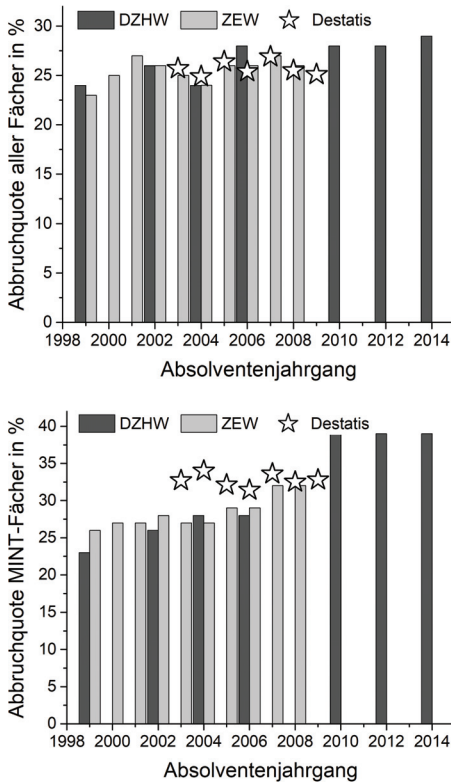 DZHW ZEW Destatis
Abbruchquote aller Fächer in %
30
25
20
15
10
5
0
1998 2000 2002 2004 2006 2008 2010 2012 2014
Absolventenjahrgang
DZHW ZEW Destatis
Abbruchquote MINT-Fächer in %
40
35
30
25
20
15
10
5
0
1998 2000 2002 2004 2006 2008 2010 2012 2014
Absolventenjahrgang